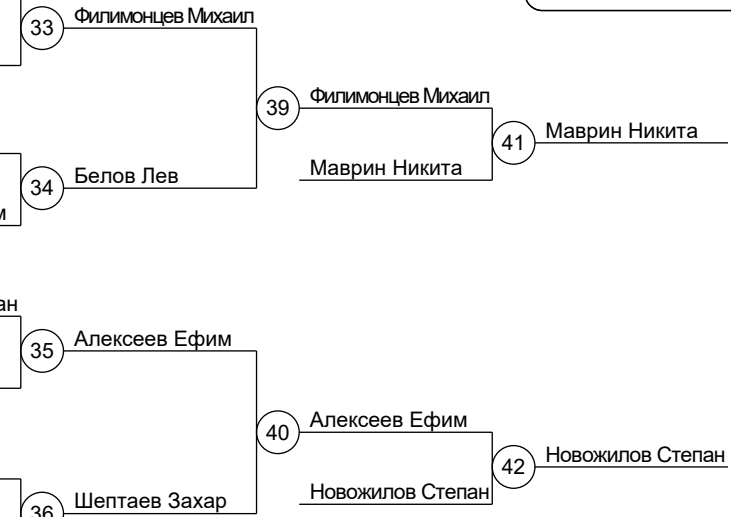 33 Филимонцев Михаил
39 Филимонцев Михаил
41 Маврин Никита
Маврин Никита
34 Белов Лев
35 Алексеев Ефим
40 Алексеев Ефим
42 Новожилов Степан
Новожилов Степан
36 Шептаев Захар